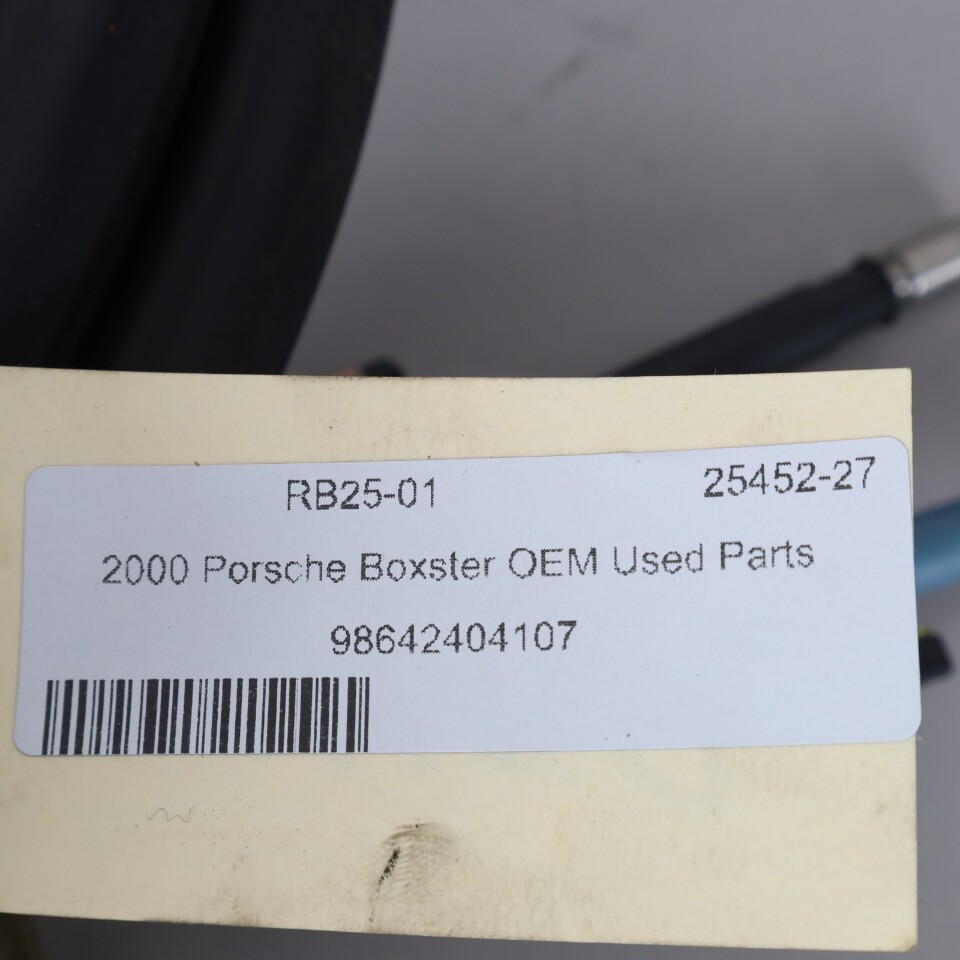 RB25-01 25452-27
2000 Porsche Boxster OEM Used Parts
98642404107